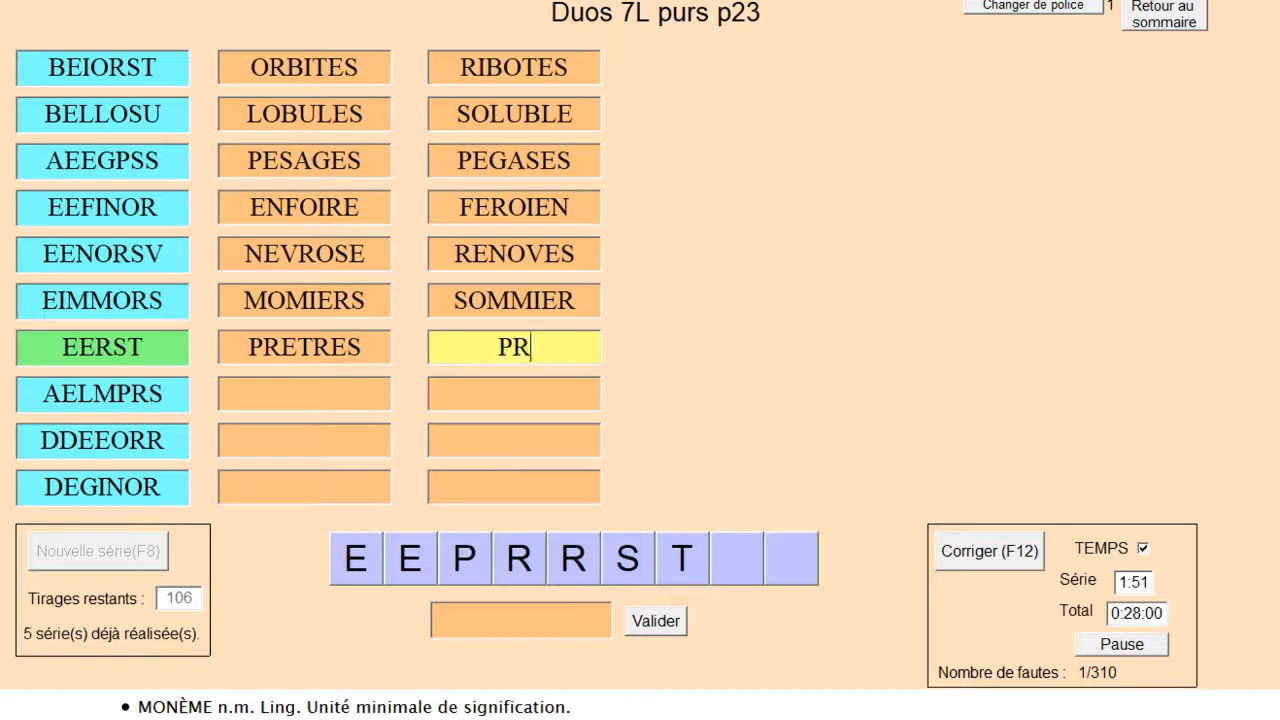 Duos 7L purs p23
Changer de police
1
Retour au
sommaire
BEIORST ORBITES RIBOTES
BELLOSU LOBULES SOLUBLE
AEEGPSS PESAGES PEGASES
EEFINOR ENFOIRE FEROIEN
EENORSV NEVROSE RENOVES
EIMMORS MOMIERS SOMMIER
EERST PRETRES PR
AELMPRS
DDEEORR
DEGINOR
Nouvelle série(F8)
Tirages restants : 106
5 série(s) déjà réalisée(s).
E E P R R S T
Valider
Corriger (F12)
TEMPS
Série 1:51
Total 0:28:00
Pause
Nombre de fautes : 1/310
• MONÈME n.m. Ling. Unité minimale de signification.